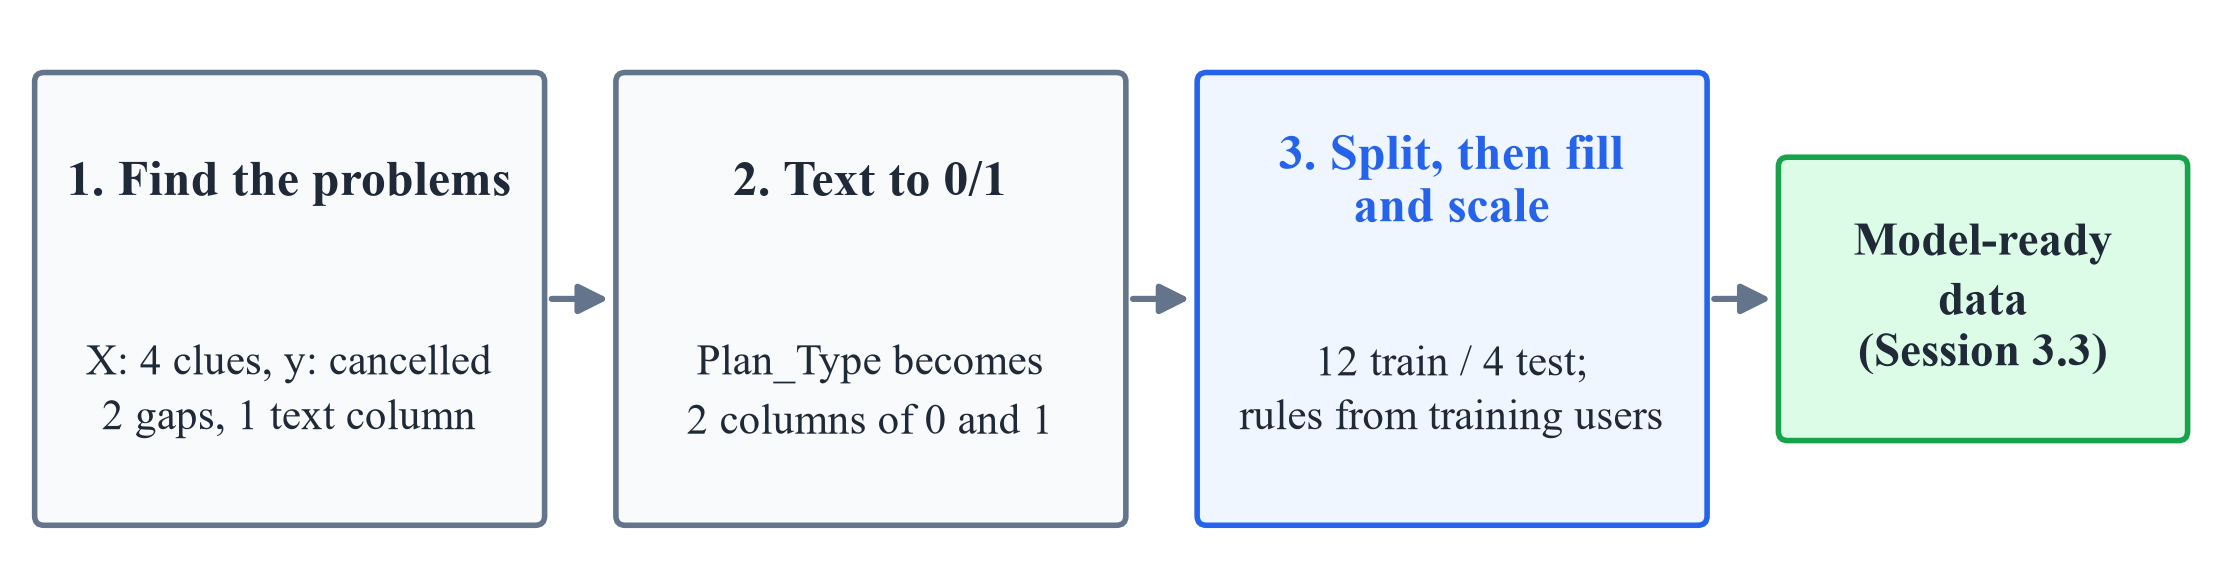 1. Find the problems
X: 4 clues, y: cancelled
2 gaps, 1 text column
2. Text to 0/1
Plan_Type becomes
2 columns of 0 and 1
3. Split, then fill
and scale
12 train / 4 test;
rules from training users
Model-ready
data
(Session 3.3)